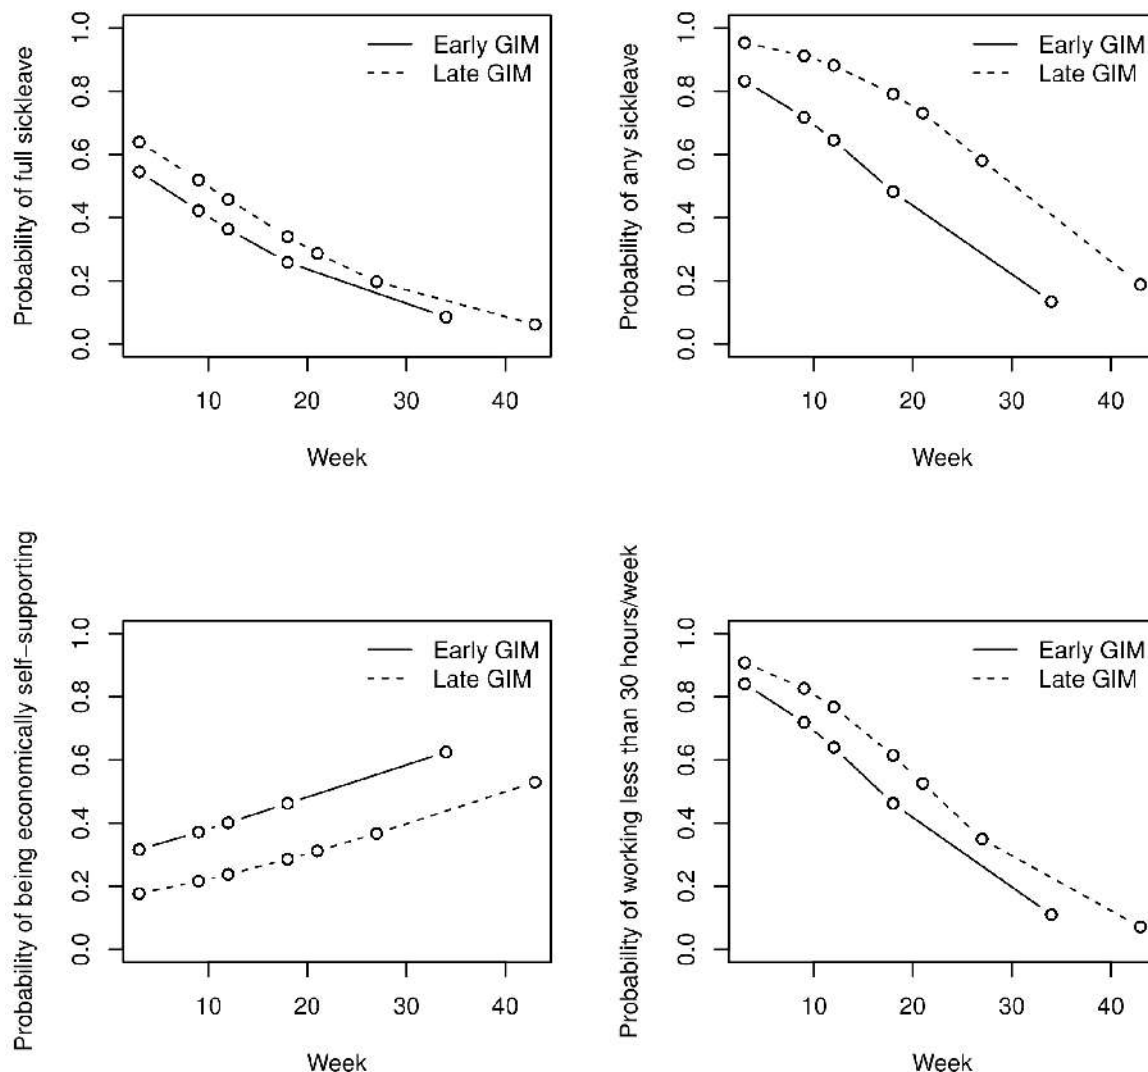 Probability of full sickleave
0.0 0.2 0.4 0.6 0.8 1.0
Early GIM
Late GIM
10 20 30 40
Week
Probability of any sickleave
0.0 0.2 0.4 0.6 0.8 1.0
Early GIM
Late GIM
10 20 30 40
Week
Probability of being economically self−supporting
0.0 0.2 0.4 0.6 0.8 1.0
Early GIM
Late GIM
10 20 30 40
Week
Probability of working less than 30 hours/week
0.0 0.2 0.4 0.6 0.8 1.0
Early GIM
Late GIM
10 20 30 40
Week